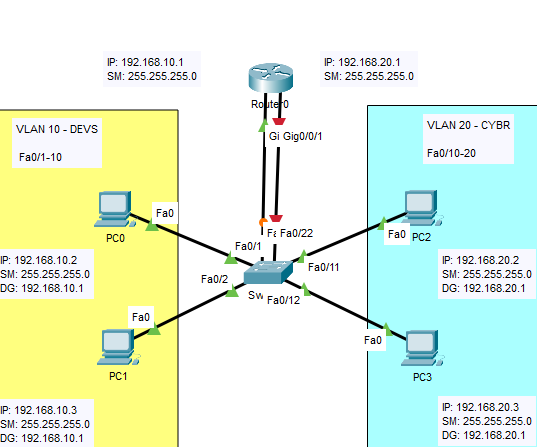 IP: 192.168.10.1
SM: 255.255.255.0
IP: 192.168.20.1
SM: 255.255.255.0
Router0
Gi Gig0/0/1
VLAN 10 - DEVS
Fa0/1-10
VLAN 20 - CYBR
Fa0/10-20
Fa0
PC0
Fa0
PC2
Fa Fa0/22
Fa0/1
Fa0/11
IP: 192.168.10.2
SM: 255.255.255.0
DG: 192.168.10.1
IP: 192.168.20.2
SM: 255.255.255.0
DG: 192.168.20.1
Fa0/2
Sw
Fa0/12
Fa0
PC1
Fa0
PC3
IP: 192.168.10.3
SM: 255.255.255.0
DG: 192.168.10.1
IP: 192.168.20.3
SM: 255.255.255.0
DG: 192.168.20.1